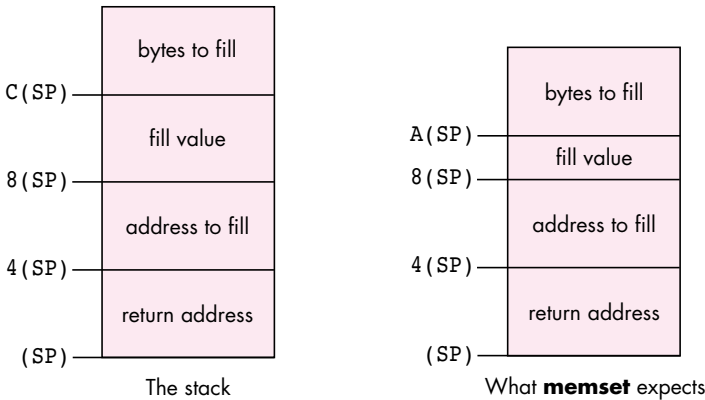 bytes to fill
C(SP)
fill value
8(SP)
address to fill
4(SP)
return address
(SP)
The stack
bytes to fill
A(SP)
fill value
8(SP)
address to fill
4(SP)
return address
(SP)
What memset expects